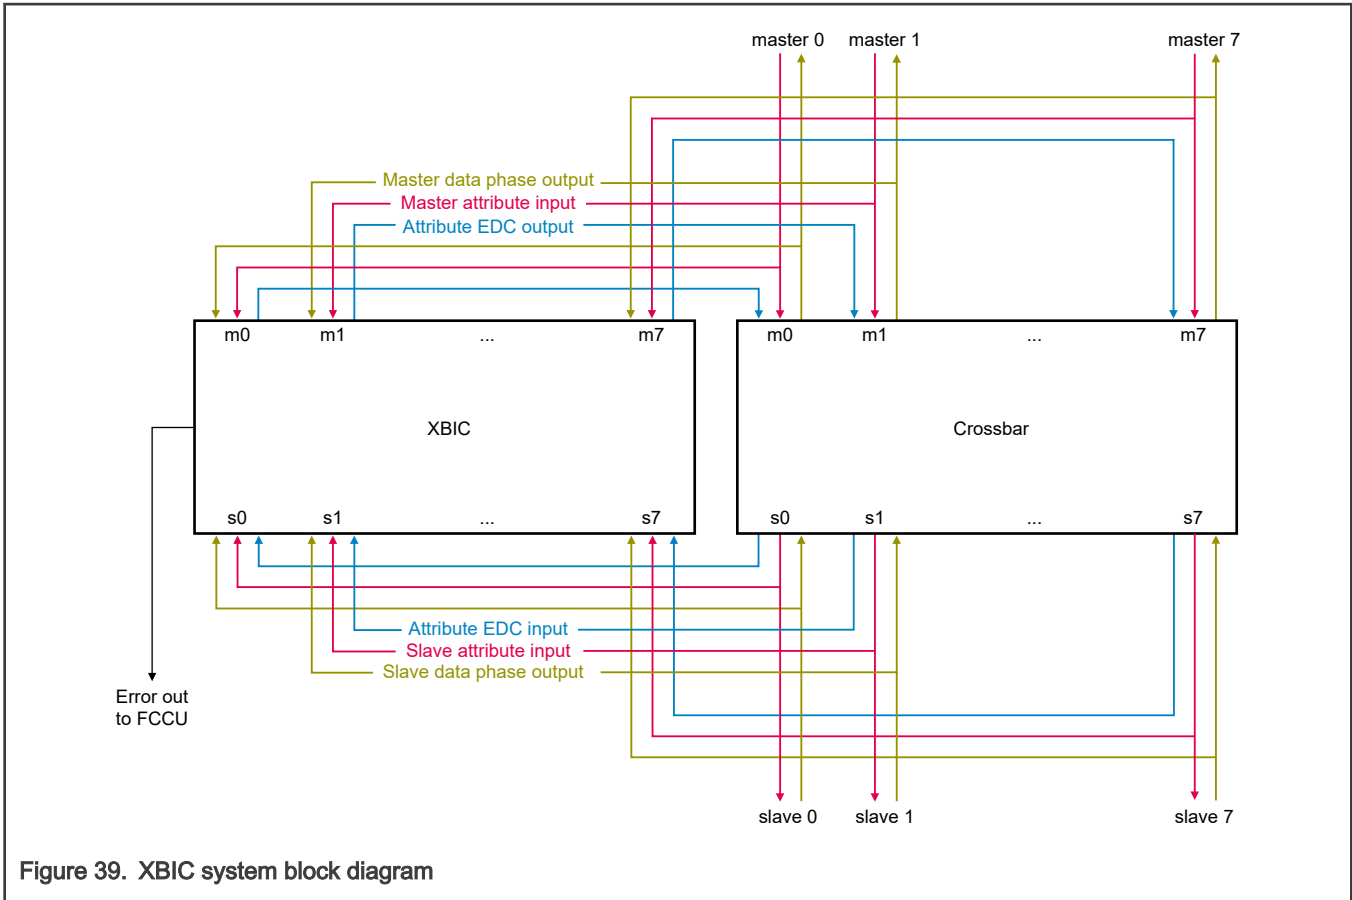 master 0 master 1 master 7
Master data phase output
Master attribute input
Attribute EDC output
m0 m1 ... m7 m0 m1 ... m7
XBIC Crossbar
s0 s1 ... s7 s0 s1 ... s7
Attribute EDC input
Slave attribute input
Slave data phase output
Error out
to FCCU
slave 0 slave 1 slave 7
Figure 39. XBIC system block diagram